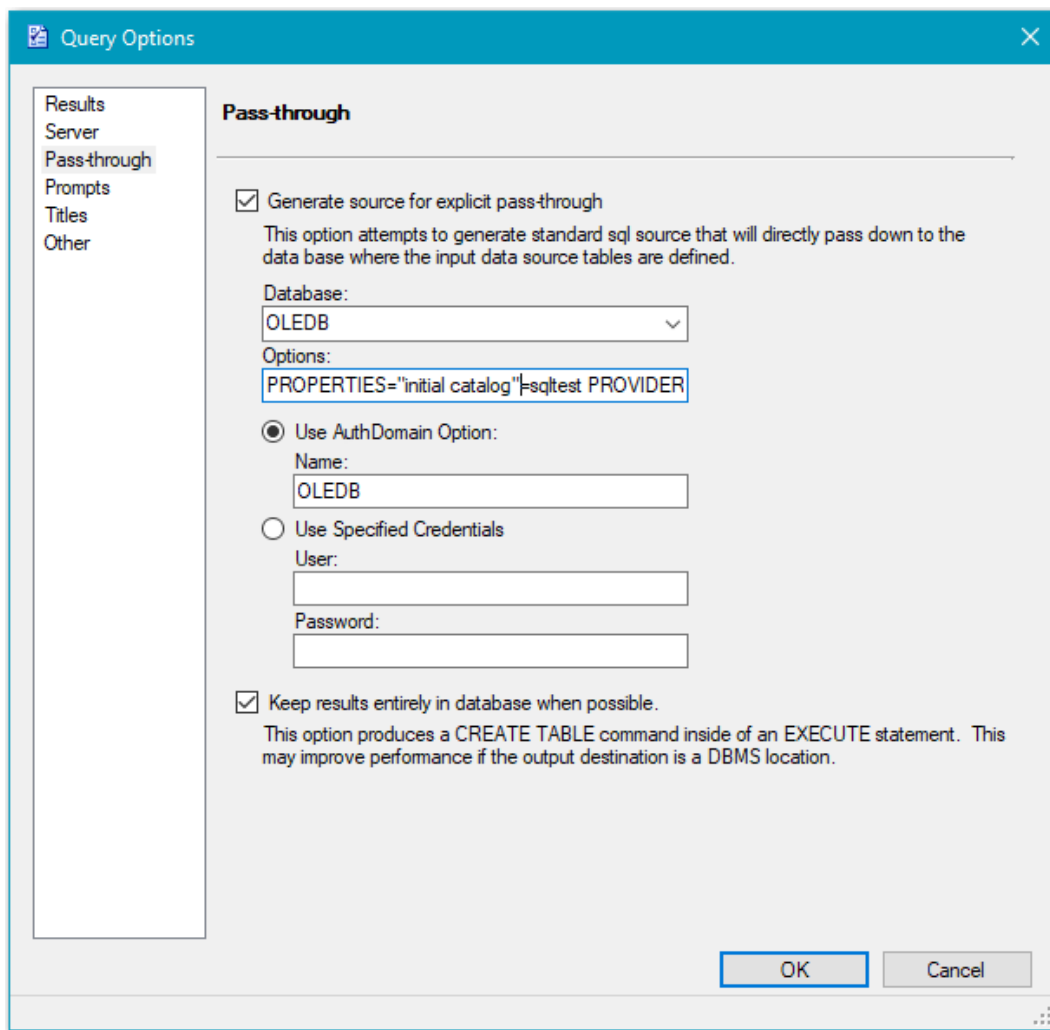 Query Options
Results
Server
Pass-through
Prompts
Titles
Other
Pass-through
Generate source for explicit pass-through
This option attempts to generate standard sql source that will directly pass down to the
data base where the input data source tables are defined.
Database:
OLEDB
Options:
PROPERTIES="initial catalog"=sqltest PROVIDER
Use AuthDomain Option:
Name:
OLEDB
Use Specified Credentials
User:
Password:
Keep results entirely in database when possible.
This option produces a CREATE TABLE command inside of an EXECUTE statement. This
may improve performance if the output destination is a DBMS location.
OK
Cancel